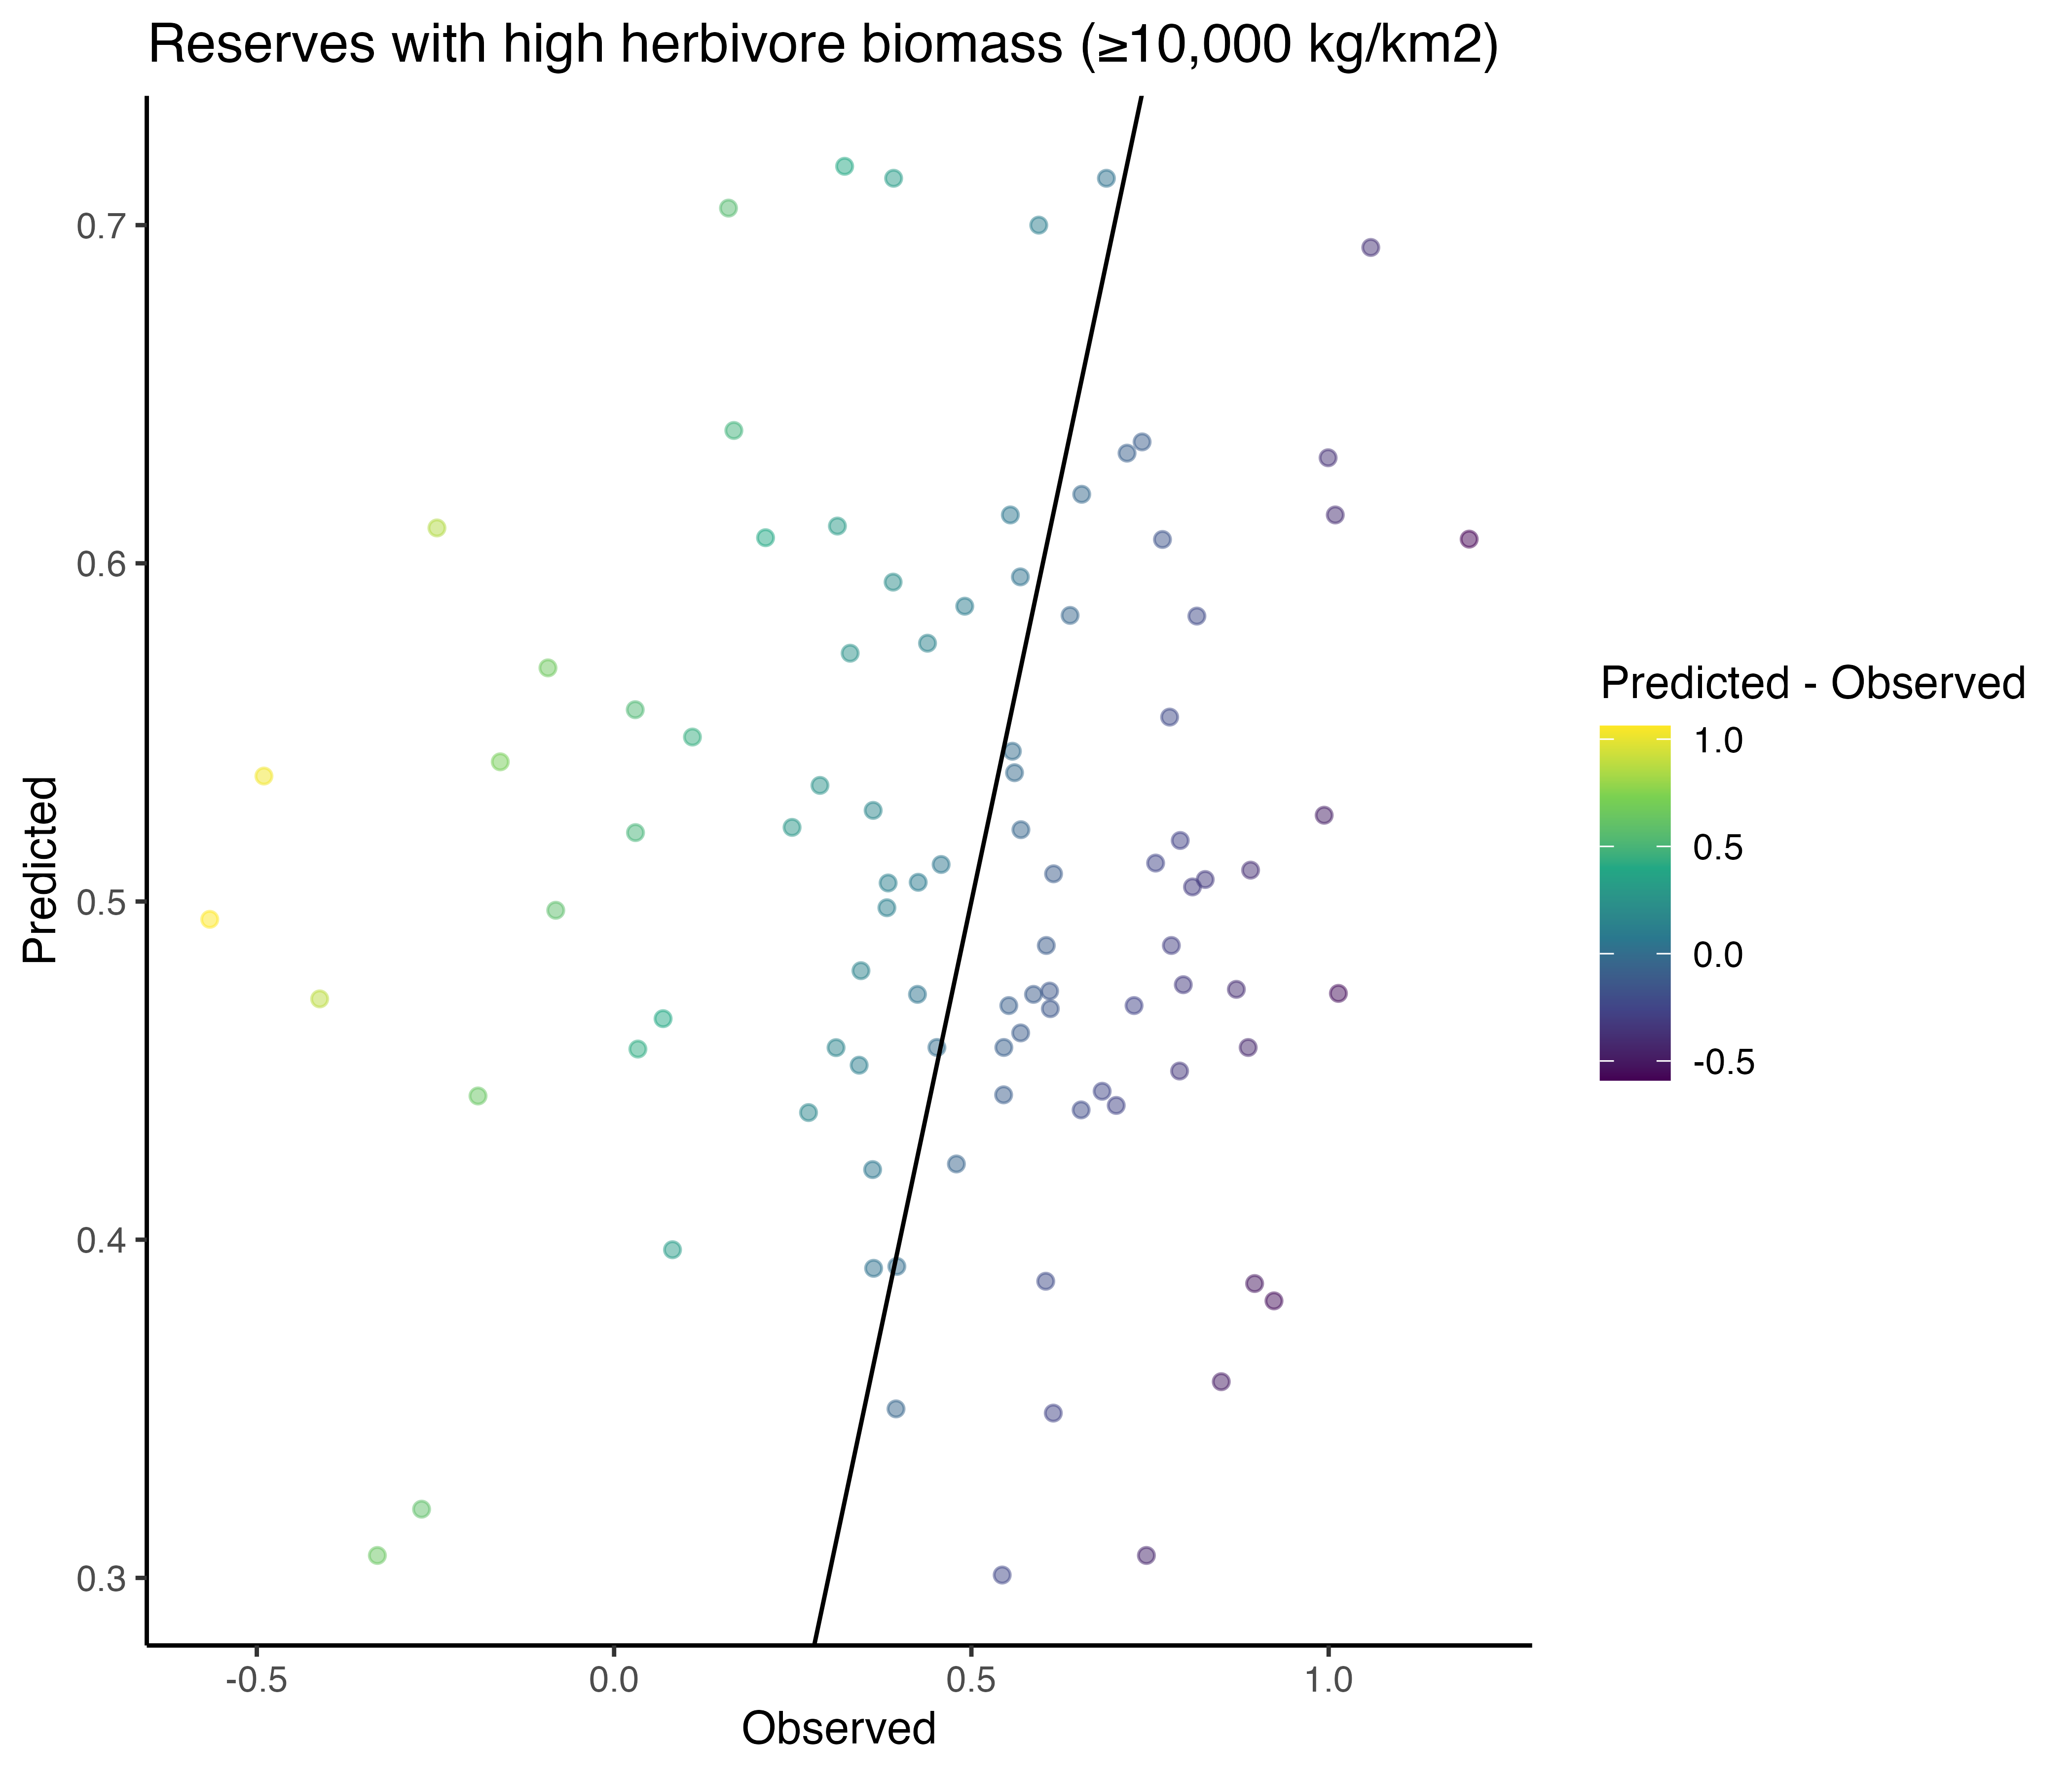 Reserves with high herbivore biomass (≥10,000 kg/km2)
Predicted
0.7
0.6
0.5
0.4
0.3
-0.5 0.0 0.5 1.0
Observed
Predicted - Observed
1.0
0.5
0.0
-0.5